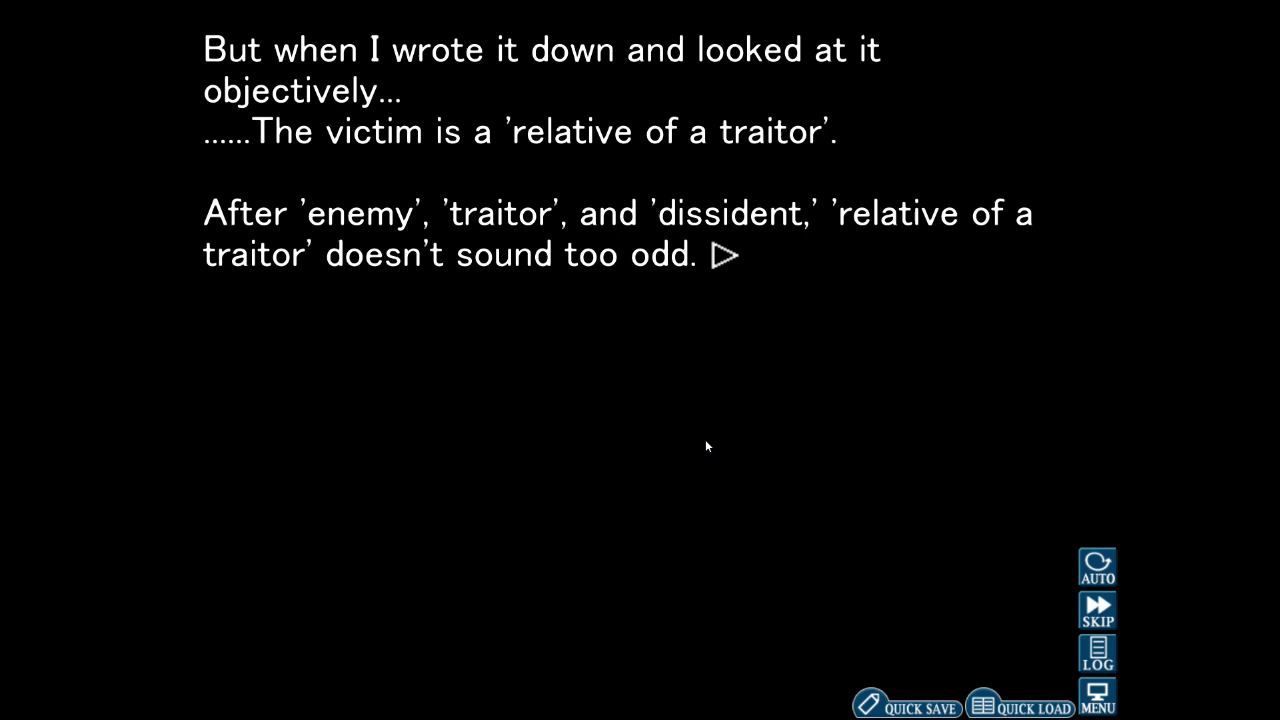 But when I wrote it down and looked at it
objectively...
......The victim is a 'relative of a traitor'.
After 'enemy', 'traitor', and 'dissident,' 'relative of a
traitor' doesn't sound too odd.
AUTO
SKIP
LOG
MENU
QUICK SAVE
QUICK LOAD